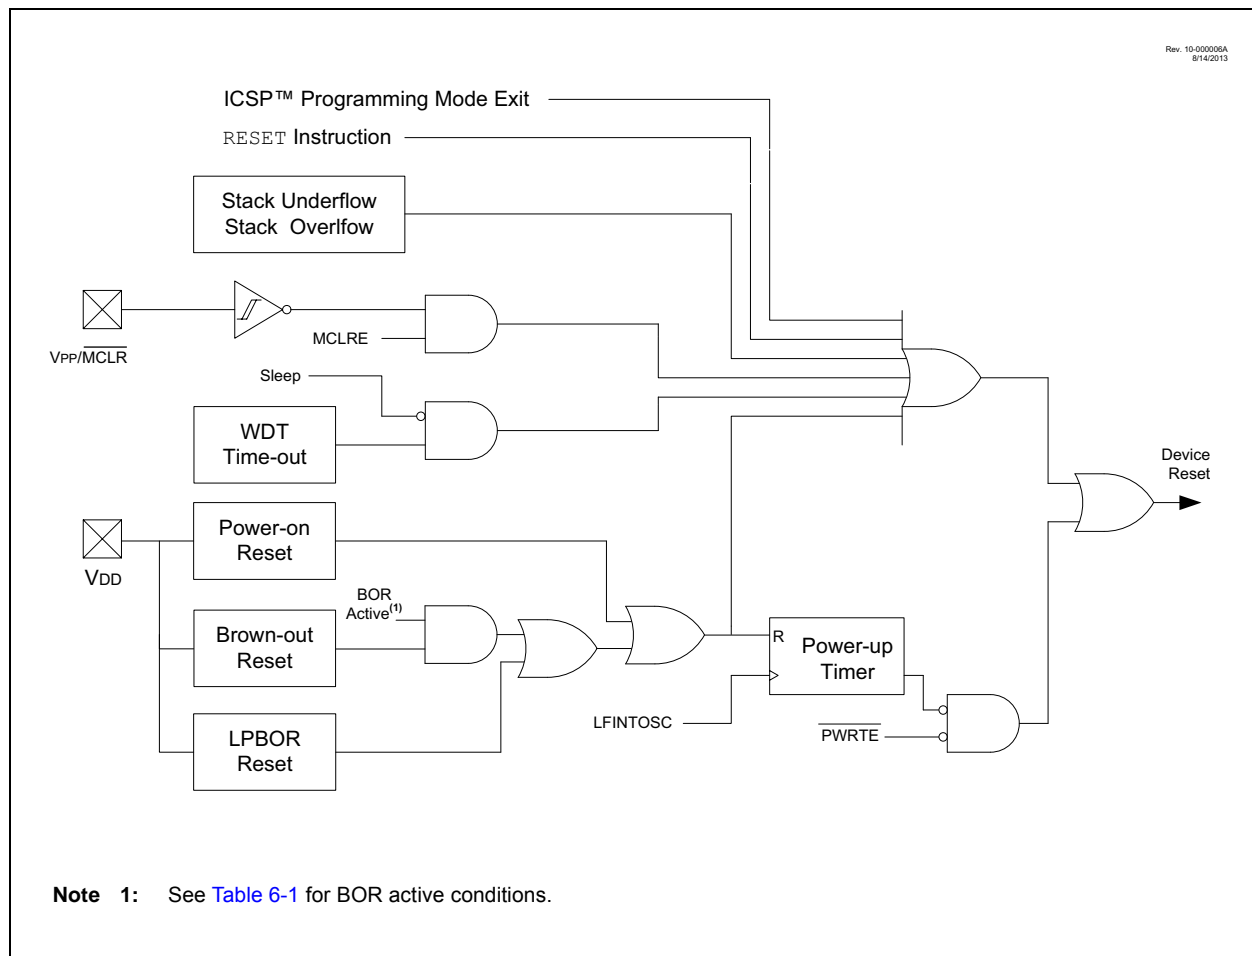 Rev. 10-000006A
8/14/2013
ICSP™ Programming Mode Exit
RESET Instruction
Stack Underflow
Stack Overlfow
VPP/MCLR
MCLRE
Sleep
WDT
Time-out
Device
Reset
VDD
Power-on
Reset
BOR
Active(1)
Brown-out
Reset
R
Power-up
Timer
LFINTOSC
PWRTE
LPBOR
Reset
Note 1: See Table 6-1 for BOR active conditions.